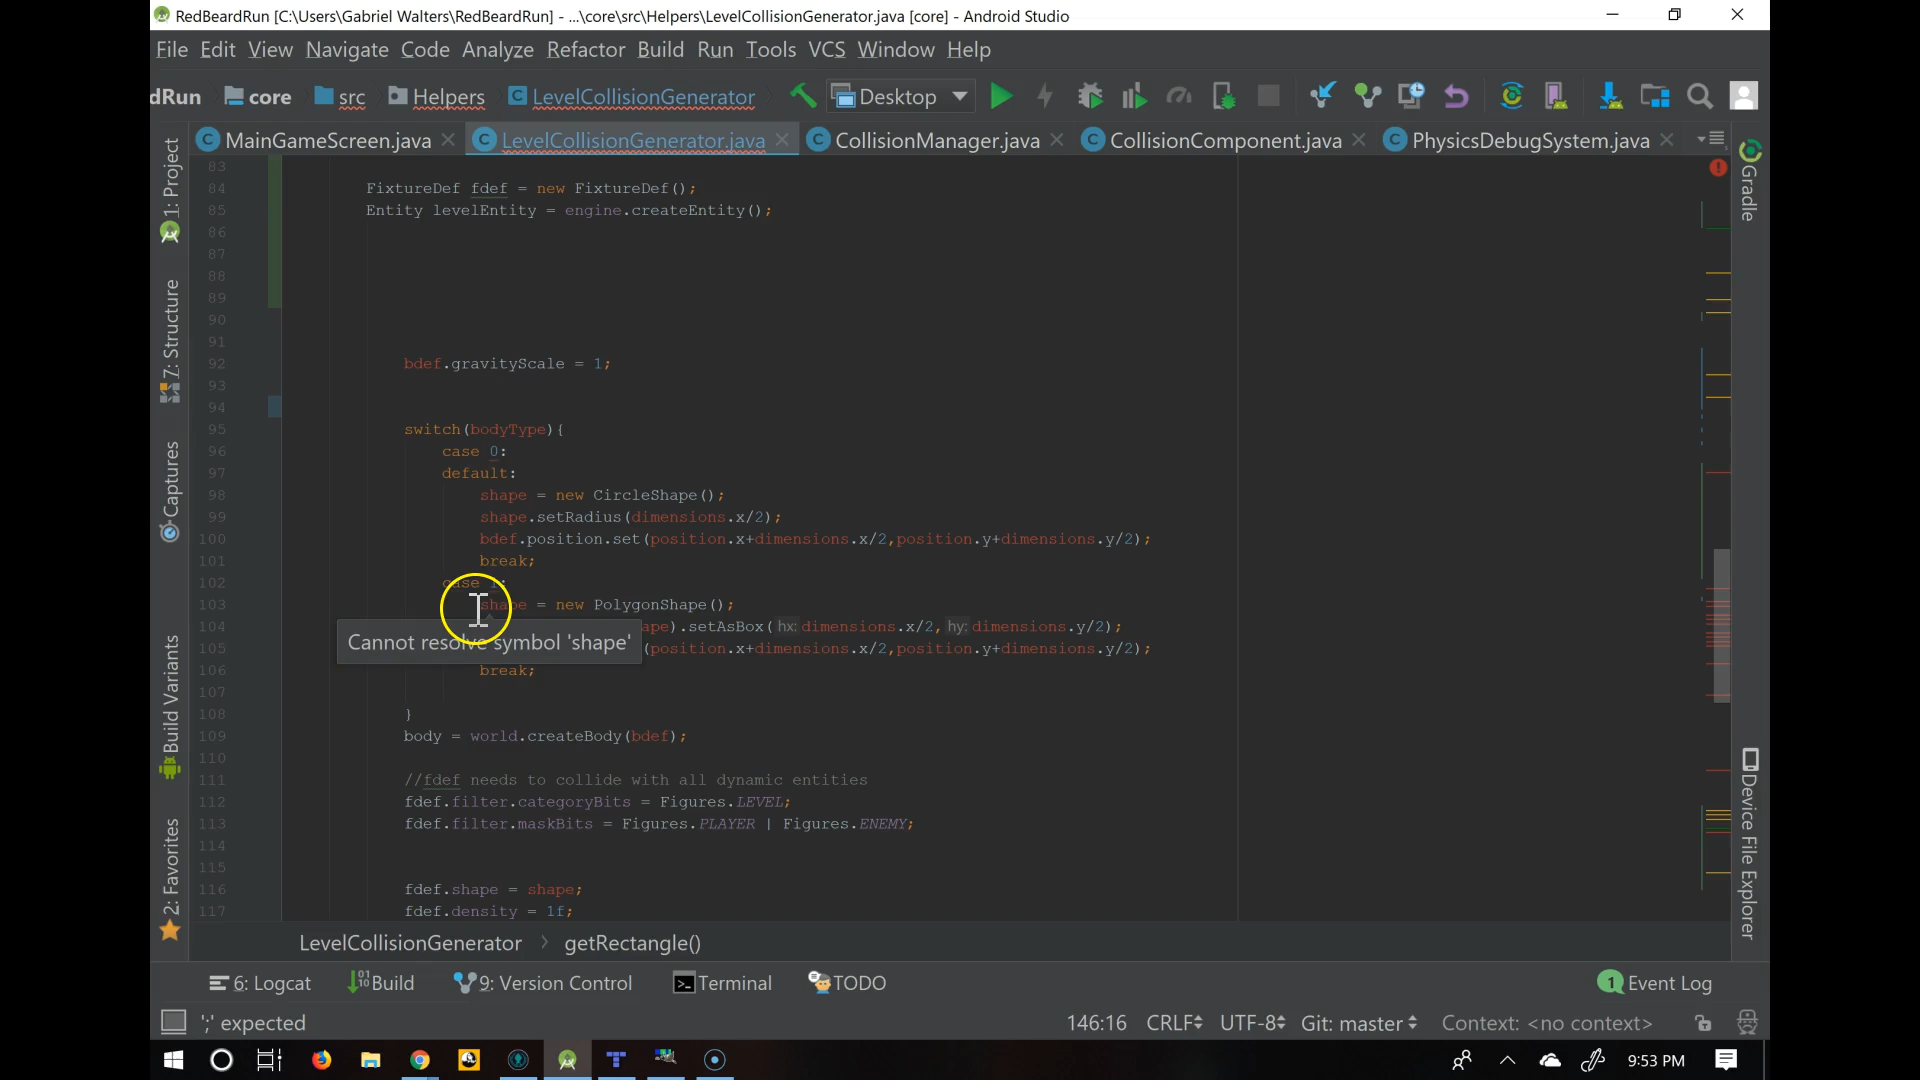 RedBeardRun [C:\Users\Gabriel Walters\RedBeardRun] - ...\core\src\Helpers\LevelCollisionGenerator.java [core] - Android Studio
File Edit View Navigate Code Analyze Refactor Build Run Tools VCS Window Help
dRun core src Helpers LevelCollisionGenerator Desktop
MainGameScreen.java LevelCollisionGenerator.java CollisionManager.java CollisionComponent.java PhysicsDebugSystem.java
1: Project
7: Structure
Captures
Build Variants
2: Favorites
83
84 FixtureDef fdef = new FixtureDef();
85 Entity levelEntity = engine.createEntity();
86
87
88
89
90
91
92 bdef.gravityScale = 1;
93
94
95 switch(bodyType){
96 case 0:
97 default:
98 shape = new CircleShape();
99 shape.setRadius(dimensions.x/2);
100 bdef.position.set(position.x+dimensions.x/2,position.y+dimensions.y/2);
101 break;
102 case 1:
103 shape = new PolygonShape();
104 ape).setAsBox( hx: dimensions.x/2, hy: dimensions.y/2);
Cannot resolve symbol 'shape'
105 (position.x+dimensions.x/2,position.y+dimensions.y/2);
106 break;
107
108 }
109 body = world.createBody(bdef);
110
111 //fdef needs to collide with all dynamic entities
112 fdef.filter.categoryBits = Figures.LEVEL;
113 fdef.filter.maskBits = Figures.PLAYER | Figures.ENEMY;
114
115
116 fdef.shape = shape;
117 fdef.density = 1f;
Gradle
Device File Explorer
LevelCollisionGenerator > getRectangle()
6: Logcat Build 9: Version Control Terminal TODO 1 Event Log
';' expected 146:16 CRLF UTF-8 Git: master Context: <no context>
9:53 PM